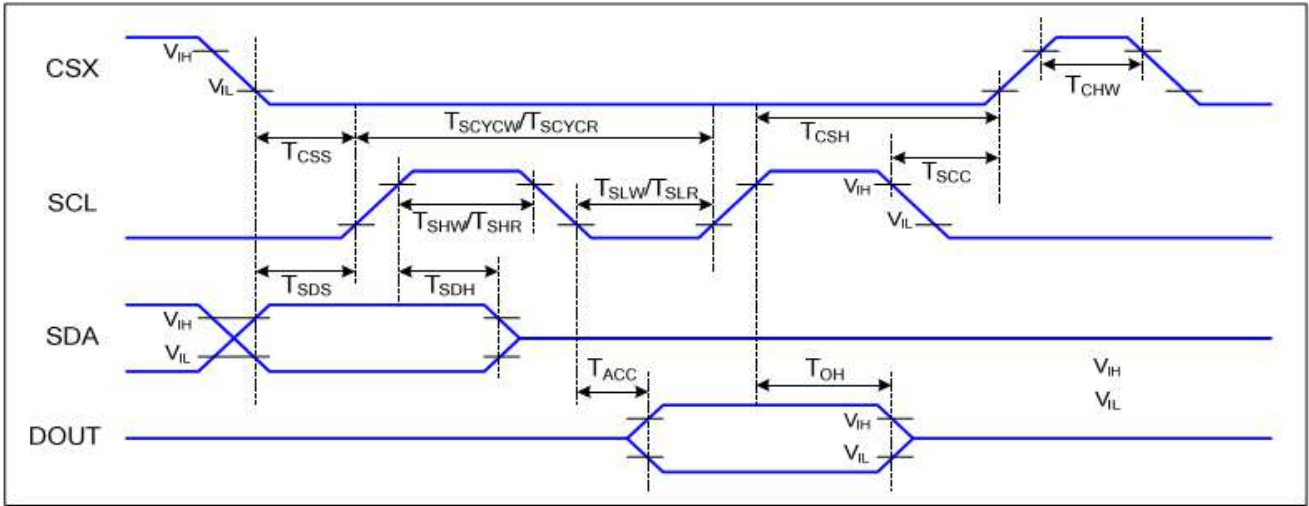 CSX
VIH
VIL
TCHW
TSCYCW/TSCYCR
TCSH
TCSS
TSCC
SCL
TSLW/TSLR
VIH
TSHW/TSHR
VIL
TSDS
TSDH
SDA
VIH
VIL
TACC
TOH
VIH
VIL
DOUT
VIH
VIL